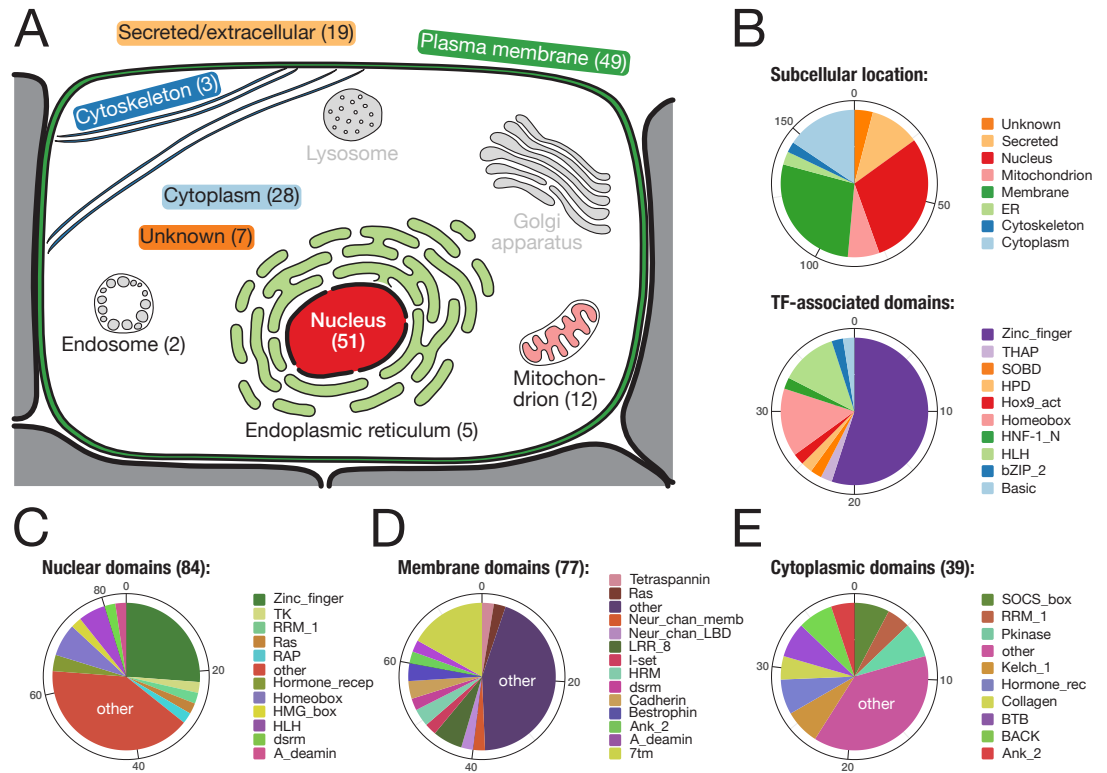 A
Secreted/extracellular (19)
Plasma membrane (49)
Cytoskeleton (3)
Lysosome
Golgi
apparatus
Cytoplasm (28)
Unknown (7)
Nucleus
(51)
Endosome (2)
Mitochon-
drion (12)
Endoplasmic reticulum (5)
B
Subcellular location:
0
50
100
150
Unknown
Secreted
Nucleus
Mitochondrion
Membrane
ER
Cytoskeleton
Cytoplasm
TF-associated domains:
0
10
20
30
Zinc_finger
THAP
SOBD
HPD
Hox9_act
Homeobox
HNF-1_N
HLH
bZIP_2
Basic
C
Nuclear domains (84):
0
20
40
60
80
other
Zinc_finger
TK
RRM_1
Ras
RAP
other
Hormone_recep
Homeobox
HMG_box
HLH
dsrm
A_deamin
D
Membrane domains (77):
0
20
40
60
other
Tetraspannin
Ras
other
Neur_chan_memb
Neur_chan_LBD
LRR_8
I-set
HRM
dsrm
Cadherin
Bestrophin
Ank_2
A_deamin
7tm
E
Cytoplasmic domains (39):
0
10
20
30
other
SOCS_box
RRM_1
Pkinase
other
Kelch_1
Hormone_rec
Collagen
BTB
BACK
Ank_2